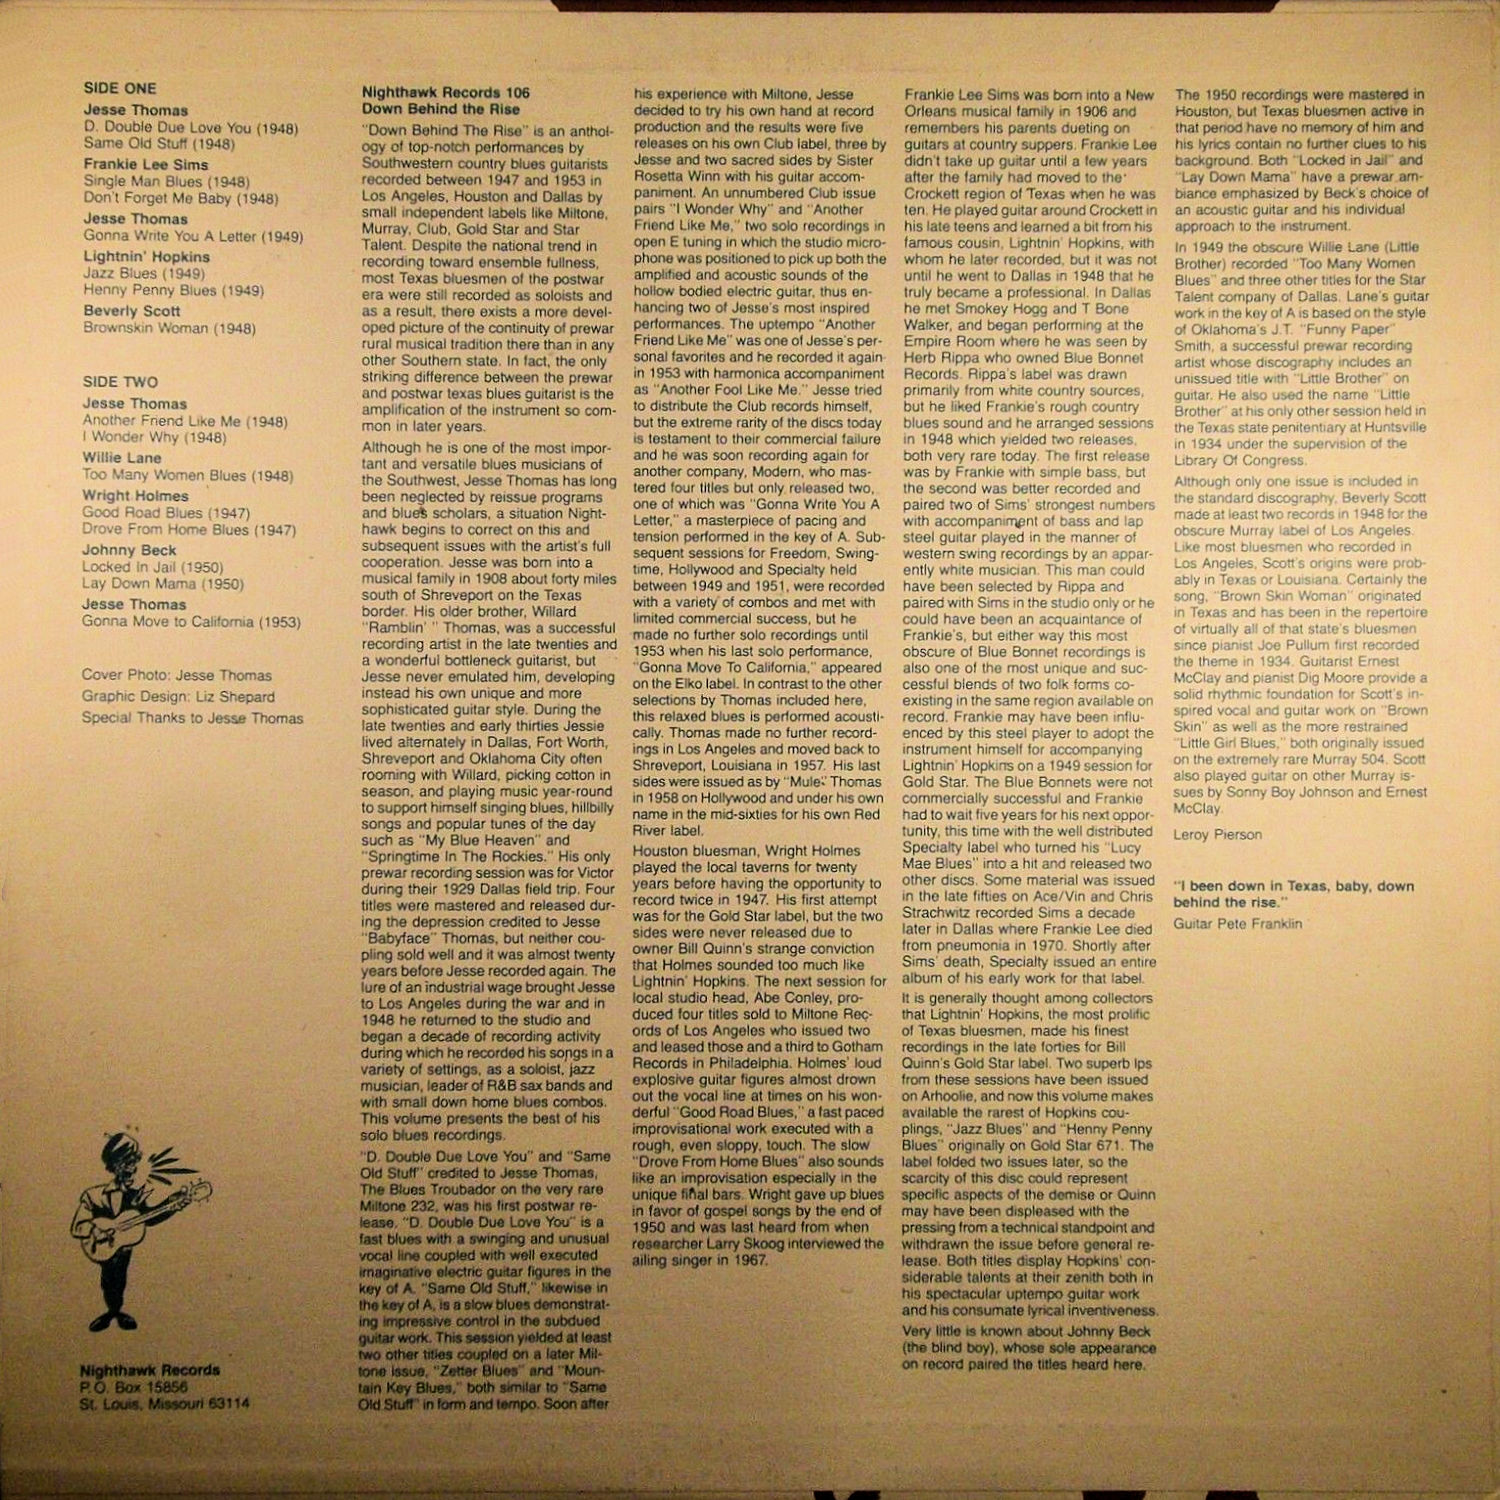 SIDE ONE
Jesse Thomas
D. Double Due Love You (1948)
Same Old Stuff (1948)
Frankie Lee Sims
Single Man Blues (1948)
Don't Forget Me Baby (1948)
Jesse Thomas
Gonna Write You A Letter (1949)
Lightnin' Hopkins
Jazz Blues (1949)
Henny Penny Blues (1949)
Beverly Scott
Brownskin Woman (1948)
SIDE TWO
Jesse Thomas
Another Friend Like Me (1948)
I Wonder Why (1948)
Willie Lane
Too Many Women Blues (1948)
Wright Holmes
Good Road Blues (1947)
Drove From Home Blues (1947)
Johnny Beck
Locked In Jail (1950)
Lay Down Mama (1950)
Jesse Thomas
Gonna Move to California (1953)
Cover Photo: Jesse Thomas
Graphic Design: Liz Shepard
Special Thanks to Jesse Thomas
Nighthawk Records
P.O. Box 15856
St. Louis, Missouri 63114
Nighthawk Records 106
Down Behind the Rise
"Down Behind The Rise" is an anthol-
ogy of top-notch performances by
Southwestern country blues guitarists
recorded between 1947 and 1953 in
Los Angeles, Houston and Dallas by
small independent labels like Miltone,
Murray, Club, Gold Star and Star
Talent. Despite the national trend in
recording toward ensemble fullness,
most Texas bluesmen of the postwar
era were still recorded as soloists and
as a result, there exists a more devel-
oped picture of the continuity of prewar
rural musical tradition there than in any
other Southern state. In fact, the only
striking difference between the prewar
and postwar texas blues guitarist is the
amplification of the instrument so com-
mon in later years.
Although he is one of the most impor-
tant and versatile blues musicians of
the Southwest, Jesse Thomas has long
been neglected by reissue programs
and blues scholars, a situation Night-
hawk begins to correct on this and
subsequent issues with the artist's full
cooperation. Jesse was born into a
musical family in 1908 about forty miles
south of Shreveport on the Texas
border. His older brother, Willard
"Ramblin' " Thomas, was a successful
recording artist in the late twenties and
a wonderful bottleneck guitarist, but
Jesse never emulated him, developing
instead his own unique and more
sophisticated guitar style. During the
late twenties and early thirties Jessie
lived alternately in Dallas, Fort Worth,
Shreveport and Oklahoma City often
rooming with Willard, picking cotton in
season, and playing music year-round
to support himself singing blues, hillbilly
songs and popular tunes of the day
such as "My Blue Heaven" and
"Springtime In The Rockies." His only
prewar recording session was for Victor
during their 1929 Dallas field trip. Four
titles were mastered and released dur-
ing the depression credited to Jesse
"Babyface" Thomas, but neither cou-
pling sold well and it was almost twenty
years before Jesse recorded again. The
lure of an industrial wage brought Jesse
to Los Angeles during the war and in
1948 he returned to the studio and
began a decade of recording activity
during which he recorded his songs in a
variety of settings, as a soloist, jazz
musician, leader of R&B sax bands and
with small down home blues combos.
This volume presents the best of his
solo blues recordings.
"D. Double Due Love You" and "Same
Old Stuff" credited to Jesse Thomas,
The Blues Troubador on the very rare
Miltone 232, was his first postwar re-
lease. "D. Double Due Love You" is a
fast blues with a swinging and unusual
vocal line coupled with well executed
imaginative electric guitar figures in the
key of A. "Same Old Stuff," likewise in
the key of A, is a slow blues demonstrat-
ing impressive control in the subdued
guitar work. This session yielded at least
two other titles coupled on a later Mil-
tone issue, "Zetter Blues" and "Moun-
tain Key Blues," both similar to "Same
Old Stuff" in form and tempo. Soon after
his experience with Miltone, Jesse
decided to try his own hand at record
production and the results were five
releases on his own Club label, three by
Jesse and two sacred sides by Sister
Rosetta Winn with his guitar accom-
paniment. An unnumbered Club issue
pairs "I Wonder Why" and "Another
Friend Like Me," two solo recordings in
open E tuning in which the studio micro-
phone was positioned to pick up both the
amplified and acoustic sounds of the
hollow bodied electric guitar, thus en-
hancing two of Jesse's most inspired
performances. The uptempo "Another
Friend Like Me" was one of Jesse's per-
sonal favorites and he recorded it again
in 1953 with harmonica accompaniment
as "Another Fool Like Me." Jesse tried
to distribute the Club records himself,
but the extreme rarity of the discs today
is testament to their commercial failure
and he was soon recording again for
another company, Modern, who mas-
tered four titles but only released two,
one of which was "Gonna Write You A
Letter," a masterpiece of pacing and
tension performed in the key of A. Sub-
sequent sessions for Freedom, Swing-
time, Hollywood and Specialty held
between 1949 and 1951, were recorded
with a variety of combos and met with
limited commercial success, but he
made no further solo recordings until
1953 when his last solo performance,
"Gonna Move To California," appeared
on the Elko label. In contrast to the other
selections by Thomas included here,
this relaxed blues is performed acousti-
cally. Thomas made no further record-
ings in Los Angeles and moved back to
Shreveport, Louisiana in 1957. His last
sides were issued as by "Mule" Thomas
in 1958 on Hollywood and under his own
name in the mid-sixties for his own Red
River label.
Houston bluesman, Wright Holmes
played the local taverns for twenty
years before having the opportunity to
record twice in 1947. His first attempt
was for the Gold Star label, but the two
sides were never released due to
owner Bill Quinn's strange conviction
that Holmes sounded too much like
Lightnin' Hopkins. The next session for
local studio head, Abe Conley, pro-
duced four titles sold to Miltone Rec-
ords of Los Angeles who issued two
and leased those and a third to Gotham
Records in Philadelphia. Holmes' loud
explosive guitar figures almost drown
out the vocal line at times on his won-
derful "Good Road Blues," a fast paced
improvisational work executed with a
rough, even sloppy, touch. The slow
"Drove From Home Blues" also sounds
like an improvisation especially in the
unique final bars. Wright gave up blues
in favor of gospel songs by the end of
1950 and was last heard from when
researcher Larry Skoog interviewed the
ailing singer in 1967.
Frankie Lee Sims was born into a New
Orleans musical family in 1906 and
remembers his parents dueting on
guitars at country suppers. Frankie Lee
didn't take up guitar until a few years
after the family had moved to the
Crockett region of Texas when he was
ten. He played guitar around Crockett in
his late teens and learned a bit from his
famous cousin, Lightnin' Hopkins, with
whom he later recorded, but it was not
until he went to Dallas in 1948 that he
truly became a professional. In Dallas
he met Smokey Hogg and T Bone
Walker, and began performing at the
Empire Room where he was seen by
Herb Rippa who owned Blue Bonnet
Records. Rippa's label was drawn
primarily from white country sources,
but he liked Frankie's rough country
blues sound and he arranged sessions
in 1948 which yielded two releases,
both very rare today. The first release
was by Frankie with simple bass, but
the second was better recorded and
paired two of Sims' strongest numbers
with accompaniment of bass and lap
steel guitar played in the manner of
western swing recordings by an appar-
ently white musician. This man could
have been selected by Rippa and
paired with Sims in the studio only or he
could have been an acquaintance of
Frankie's, but either way this most
obscure of Blue Bonnet recordings is
also one of the most unique and suc-
cessful blends of two folk forms co-
existing in the same region available on
record. Frankie may have been influ-
enced by this steel player to adopt the
instrument himself for accompanying
Lightnin' Hopkins on a 1949 session for
Gold Star. The Blue Bonnets were not
commercially successful and Frankie
had to wait five years for his next oppor-
tunity, this time with the well distributed
Specialty label who turned his "Lucy
Mae Blues" into a hit and released two
other discs. Some material was issued
in the late fifties on Ace/Vin and Chris
Strachwitz recorded Sims a decade
later in Dallas where Frankie Lee died
from pneumonia in 1970. Shortly after
Sims' death, Specialty issued an entire
album of his early work for that label.
It is generally thought among collectors
that Lightnin' Hopkins, the most prolific
of Texas bluesmen, made his finest
recordings in the late forties for Bill
Quinn's Gold Star label. Two superb lps
from these sessions have been issued
on Arhoolie, and now this volume makes
available the rarest of Hopkins cou-
plings, "Jazz Blues" and "Henny Penny
Blues" originally on Gold Star 671. The
label folded two issues later, so the
scarcity of this disc could represent
specific aspects of the demise or Quinn
may have been displeased with the
pressing from a technical standpoint and
withdrawn the issue before general re-
lease. Both titles display Hopkins' con-
siderable talents at their zenith both in
his spectacular uptempo guitar work
and his consumate lyrical inventiveness.
Very little is known about Johnny Beck
(the blind boy), whose sole appearance
on record paired the titles heard here.
The 1950 recordings were mastered in
Houston, but Texas bluesmen active in
that period have no memory of him and
his lyrics contain no further clues to his
background. Both "Locked in Jail" and
"Lay Down Mama" have a prewar am-
biance emphasized by Beck's choice of
an acoustic guitar and his individual
approach to the instrument.
In 1949 the obscure Willie Lane (Little
Brother) recorded "Too Many Women
Blues" and three other titles for the Star
Talent company of Dallas. Lane's guitar
work in the key of A is based on the style
of Oklahoma's J.T. "Funny Paper"
Smith, a successful prewar recording
artist whose discography includes an
unissued title with "Little Brother" on
guitar. He also used the name "Little
Brother" at his only other session held in
the Texas state penitentiary at Huntsville
in 1934 under the supervision of the
Library Of Congress.
Although only one issue is included in
the standard discography, Beverly Scott
made at least two records in 1948 for the
obscure Murray label of Los Angeles.
Like most bluesmen who recorded in
Los Angeles, Scott's origins were prob-
ably in Texas or Louisiana. Certainly the
song, "Brown Skin Woman" originated
in Texas and has been in the repertoire
of virtually all of that state's bluesmen
since pianist Joe Pullum first recorded
the theme in 1934. Guitarist Ernest
McClay and pianist Dig Moore provide a
solid rhythmic foundation for Scott's in-
spired vocal and guitar work on "Brown
Skin" as well as the more restrained
"Little Girl Blues," both originally issued
on the extremely rare Murray 504. Scott
also played guitar on other Murray is-
sues by Sonny Boy Johnson and Ernest
McClay.
Leroy Pierson
"I been down in Texas, baby, down
behind the rise."
Guitar Pete Franklin